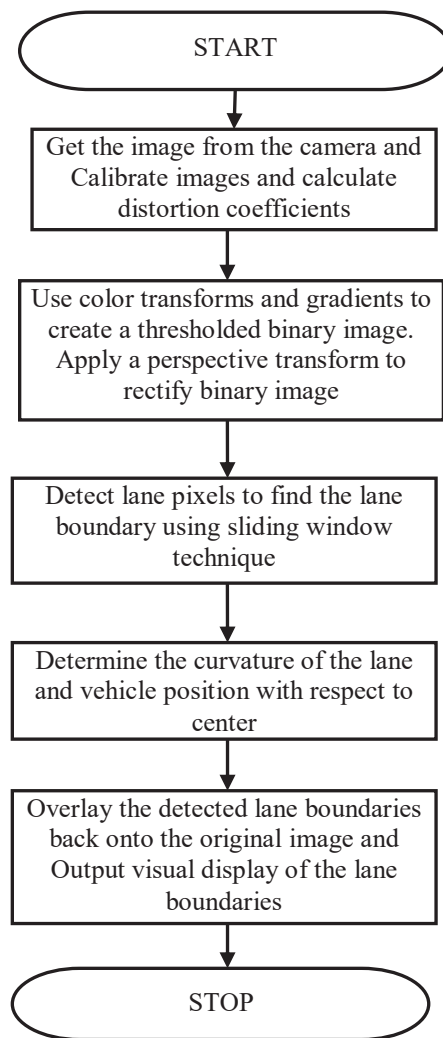 START
Get the image from the camera and
Calibrate images and calculate
distortion coefficients
Use color transforms and gradients to
create a thresholded binary image.
Apply a perspective transform to
rectify binary image
Detect lane pixels to find the lane
boundary using sliding window
technique
Determine the curvature of the lane
and vehicle position with respect to
center
Overlay the detected lane boundaries
back onto the original image and
Output visual display of the lane
boundaries
STOP